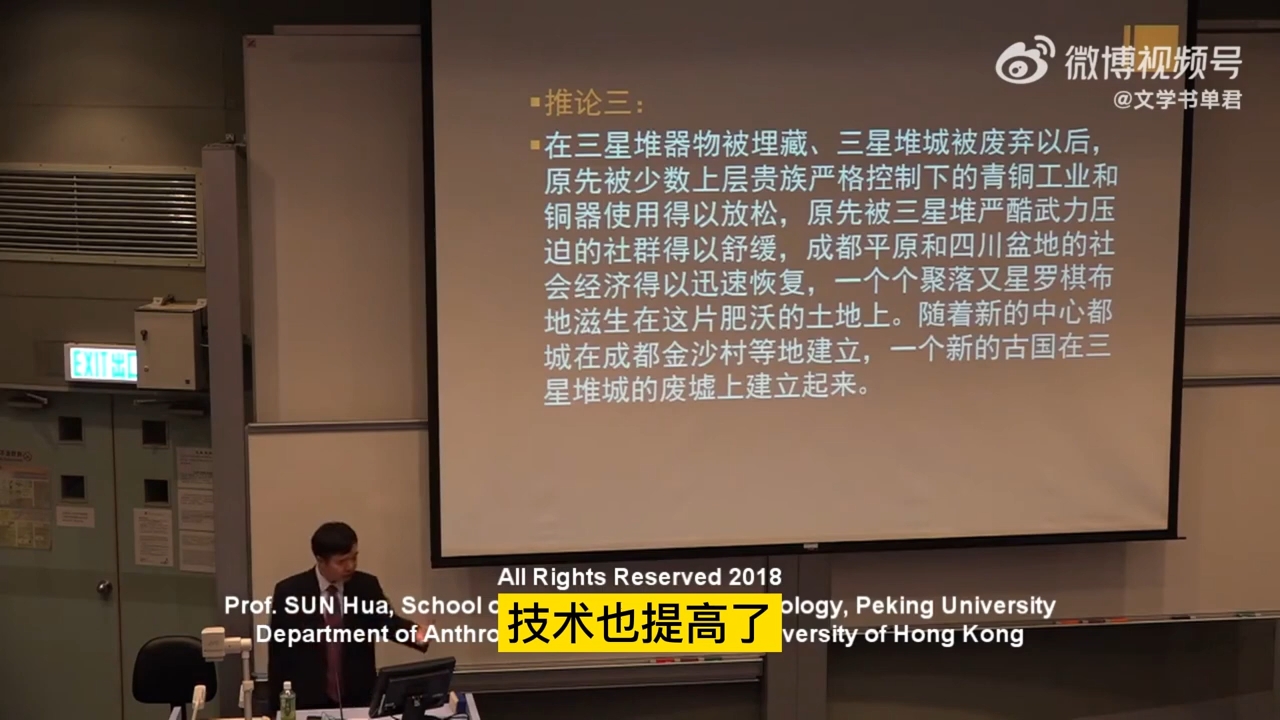 微博视频号
@文学书单君
推论三：
在三星堆器物被埋藏、三星堆城被废弃以后，
原先被少数上层贵族严格控制下的青铜工业和
铜器使用得以放松，原先被三星堆严酷武力压
迫的社群得以舒缓，成都平原和四川盆地的社
会经济得以迅速恢复，一个个聚落又星罗棋布
地滋生在这片肥沃的土地上。随着新的中心都
城在成都金沙村等地建立，一个新的古国在三
星堆城的废墟上建立起来。
EXIT 出口
All Rights Reserved 2018
Prof. SUN Hua, School o ology, Peking University
Department of Anthro versity of Hong Kong
技术也提高了